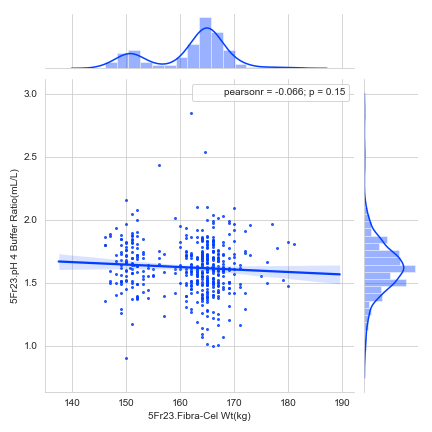 3.0
pearsonr = -0.066; p = 0.15
2.5
2.0
1.5
1.0
5Fr23.pH 4 Buffer Ratio(mL/L)
140 150 160 170 180 190
5Fr23.Fibra-Cel Wt(kg)